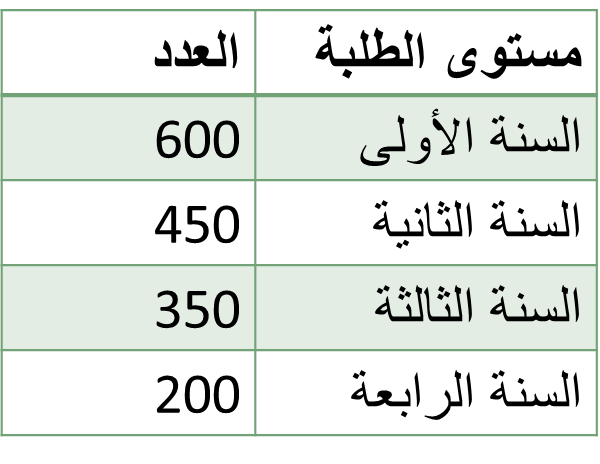 مستوى الطلبة العدد
السنة الأولى 600
السنة الثانية 450
السنة الثالثة 350
السنة الرابعة 200